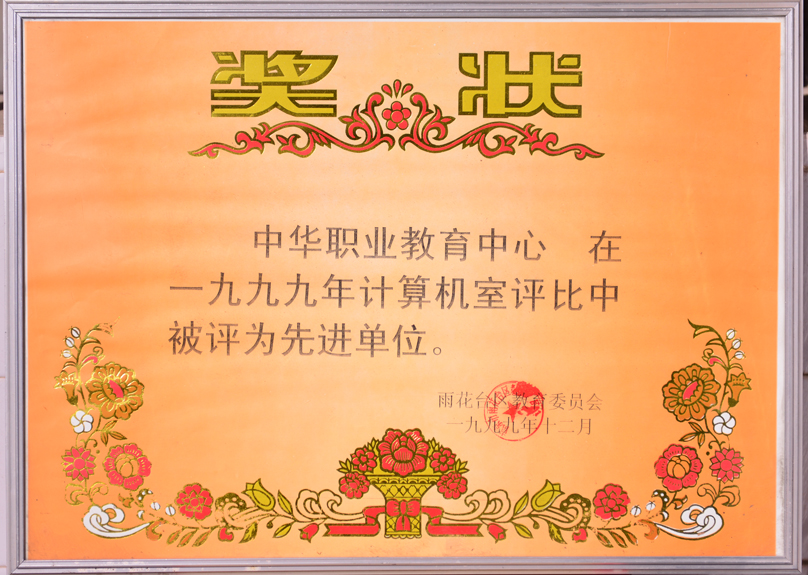 奖 状
中华职业教育中心 在
一九九九年计算机室评比中
被评为先进单位。
雨花台区教育委员会
一九九九年十二月